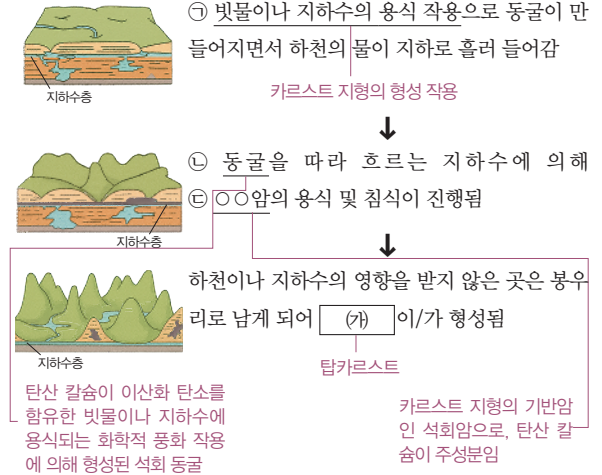 ㉠ 빗물이나 지하수의 용식 작용으로 동굴이 만
들어지면서 하천의 물이 지하로 흘러 들어감
지하수층
카르스트 지형의 형성 작용
㉡ 동굴을 따라 흐르는 지하수에 의해
㉢ ○○암의 용식 및 침식이 진행됨
지하수층
하천이나 지하수의 영향을 받지 않은 곳은 봉우
리로 남게 되어 ㈎ 이/가 형성됨
지하수층
탑카르스트
탄산 칼슘이 이산화 탄소를
함유한 빗물이나 지하수에
용식되는 화학적 풍화 작용
에 의해 형성된 석회 동굴
카르스트 지형의 기반암
인 석회암으로, 탄산 칼
슘이 주성분임